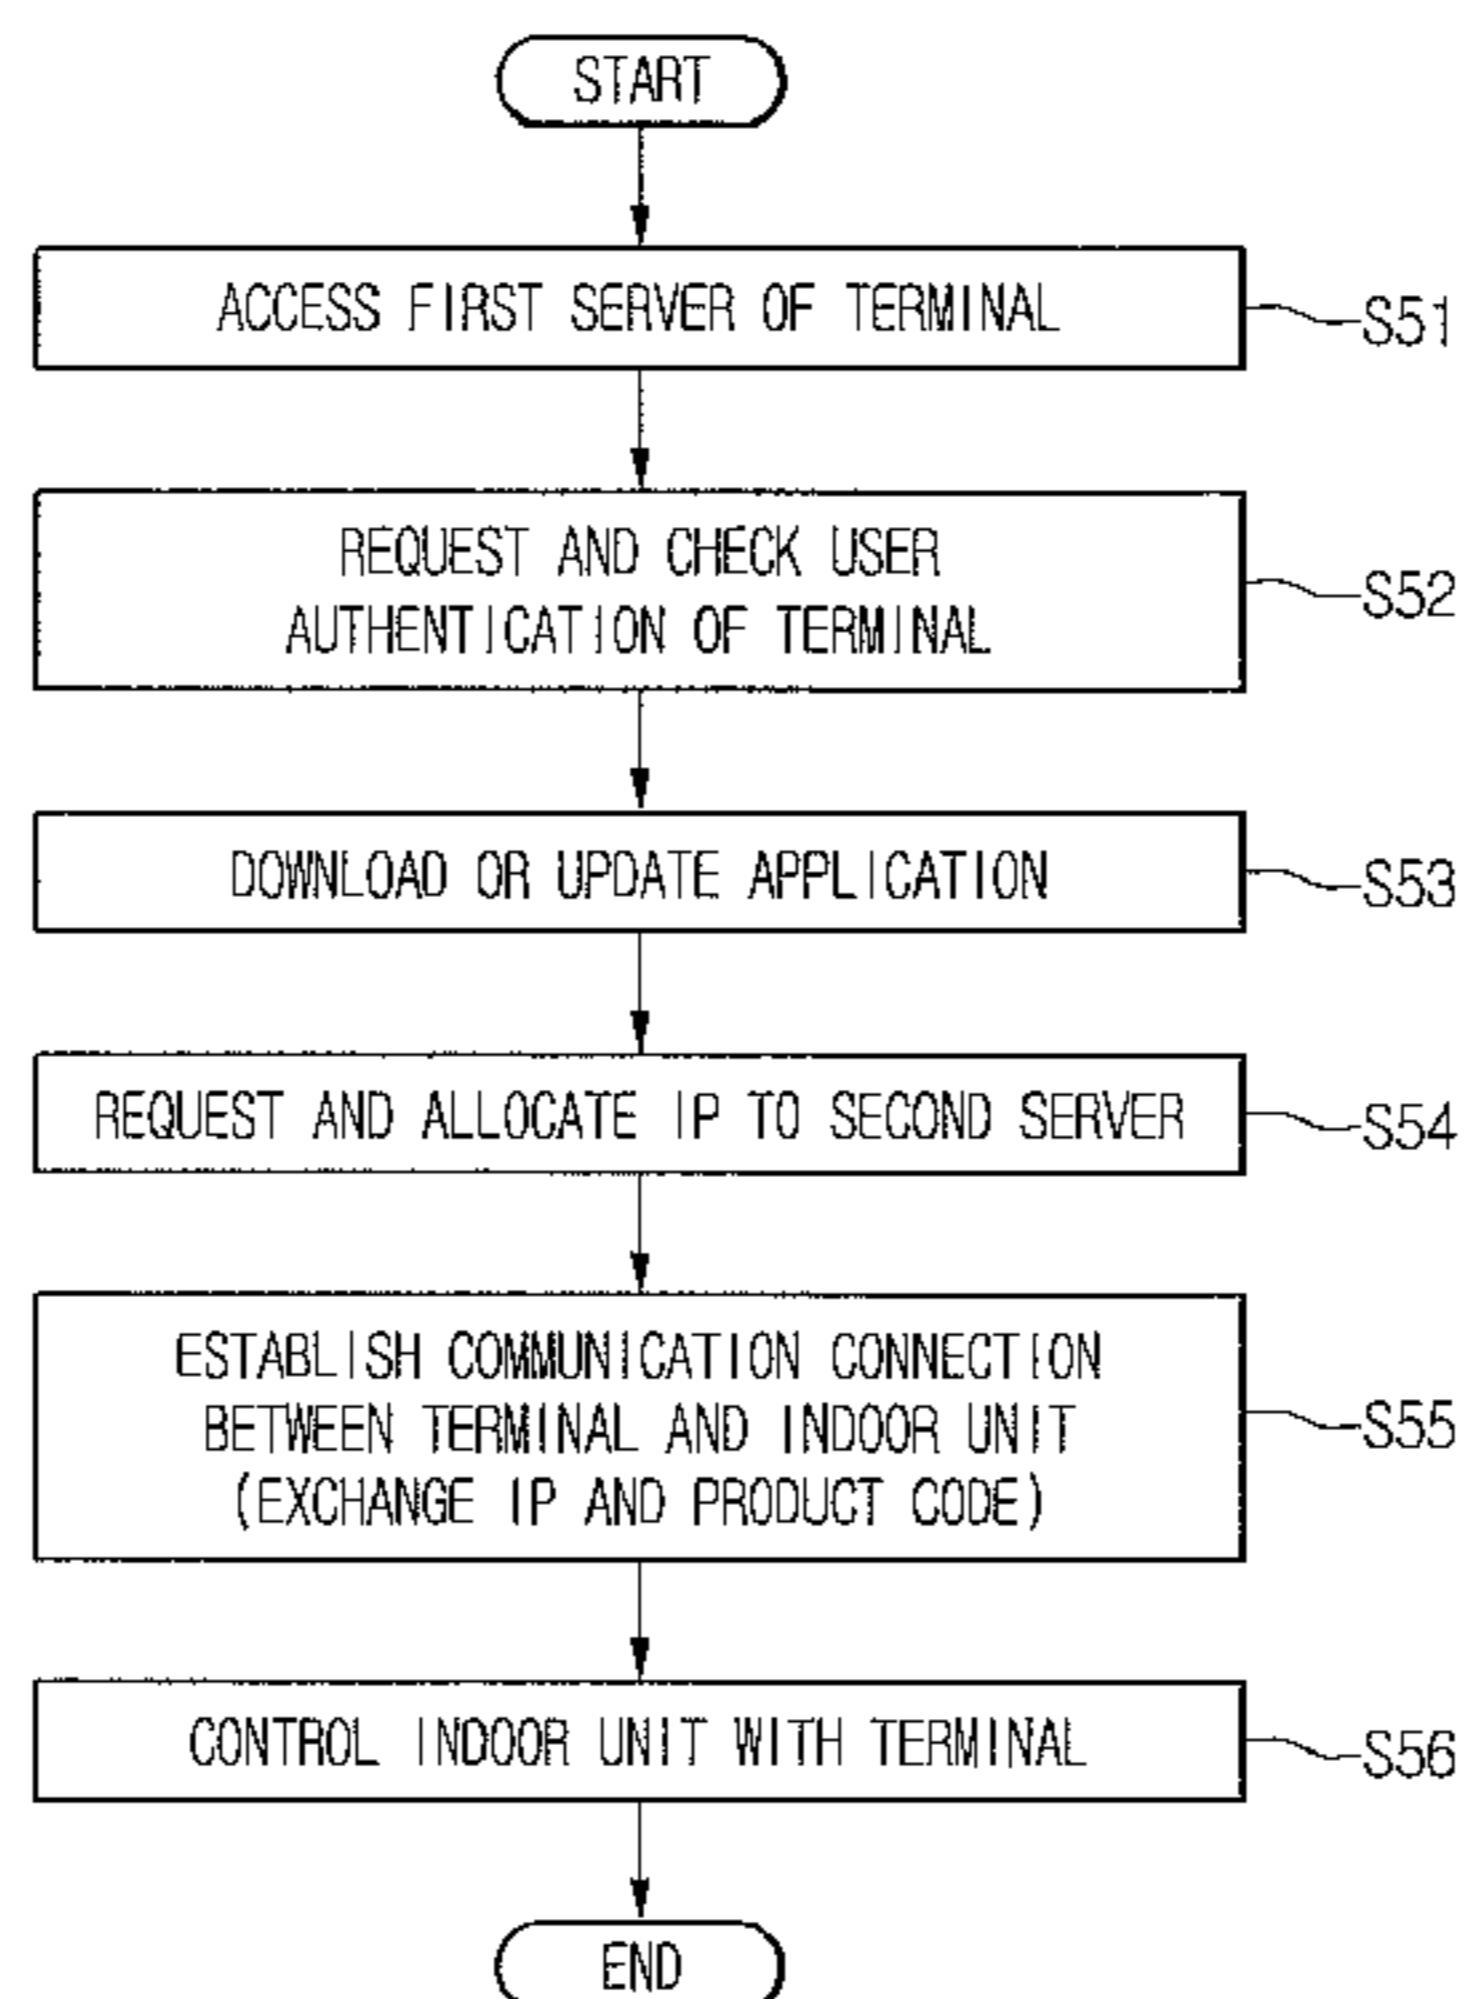 START
ACCESS FIRST SERVER OF TERMINAL
S51
REQUEST AND CHECK USER
AUTHENTICATION OF TERMINAL
S52
DOWNLOAD OR UPDATE APPLICATION
S53
REQUEST AND ALLOCATE IP TO SECOND SERVER
S54
ESTABLISH COMMUNICATION CONNECTION
BETWEEN TERMINAL AND INDOOR UNIT
(EXCHANGE IP AND PRODUCT CODE)
S55
CONTROL INDOOR UNIT WITH TERMINAL
S56
END